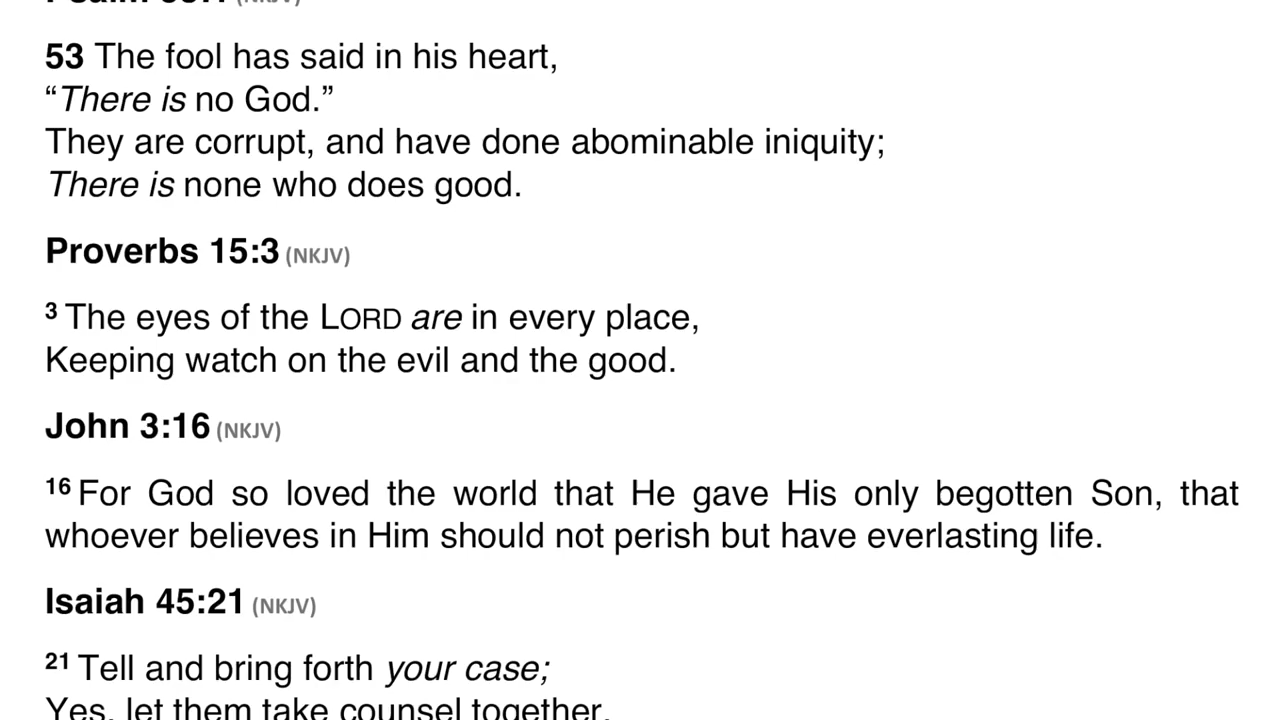 Psalm 53:1 (NKJV)
53 The fool has said in his heart,
“There is no God.”
They are corrupt, and have done abominable iniquity;
There is none who does good.
Proverbs 15:3 (NKJV)
3 The eyes of the LORD are in every place,
Keeping watch on the evil and the good.
John 3:16 (NKJV)
16 For God so loved the world that He gave His only begotten Son, that
whoever believes in Him should not perish but have everlasting life.
Isaiah 45:21 (NKJV)
21 Tell and bring forth your case;
Yes, let them take counsel together.